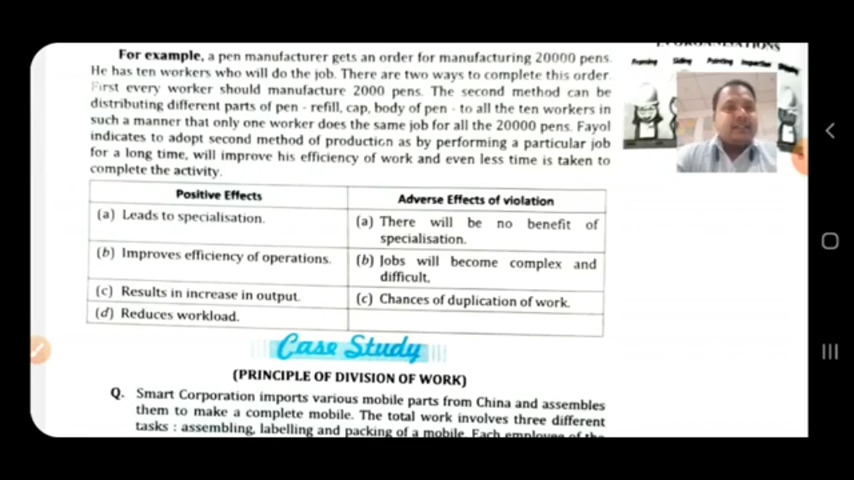 For example, a pen manufacturer gets an order for manufacturing 20000 pens.
He has ten workers who will do the job. There are two ways to complete this order.
First every worker should manufacture 2000 pens. The second method can be
distributing different parts of pen - refill, cap, body of pen - to all the ten workers in
such a manner that only one worker does the same job for all the 20000 pens. Fayol
indicates to adopt second method of production as by performing a particular job
for a long time, will improve his efficiency of work and even less time is taken to
complete the activity.
Positive Effects
Adverse Effects of violation
(a) Leads to specialisation.
(a) There will be no benefit of
specialisation.
(b) Improves efficiency of operations.
(b) Jobs will become complex and
difficult.
(c) Results in increase in output.
(c) Chances of duplication of work.
(d) Reduces workload.
Case Study
(PRINCIPLE OF DIVISION OF WORK)
Q. Smart Corporation imports various mobile parts from China and assembles
them to make a complete mobile. The total work involves three different
tasks : assembling, labelling and packing of a mobile. Each employee of the
Painting Inspection